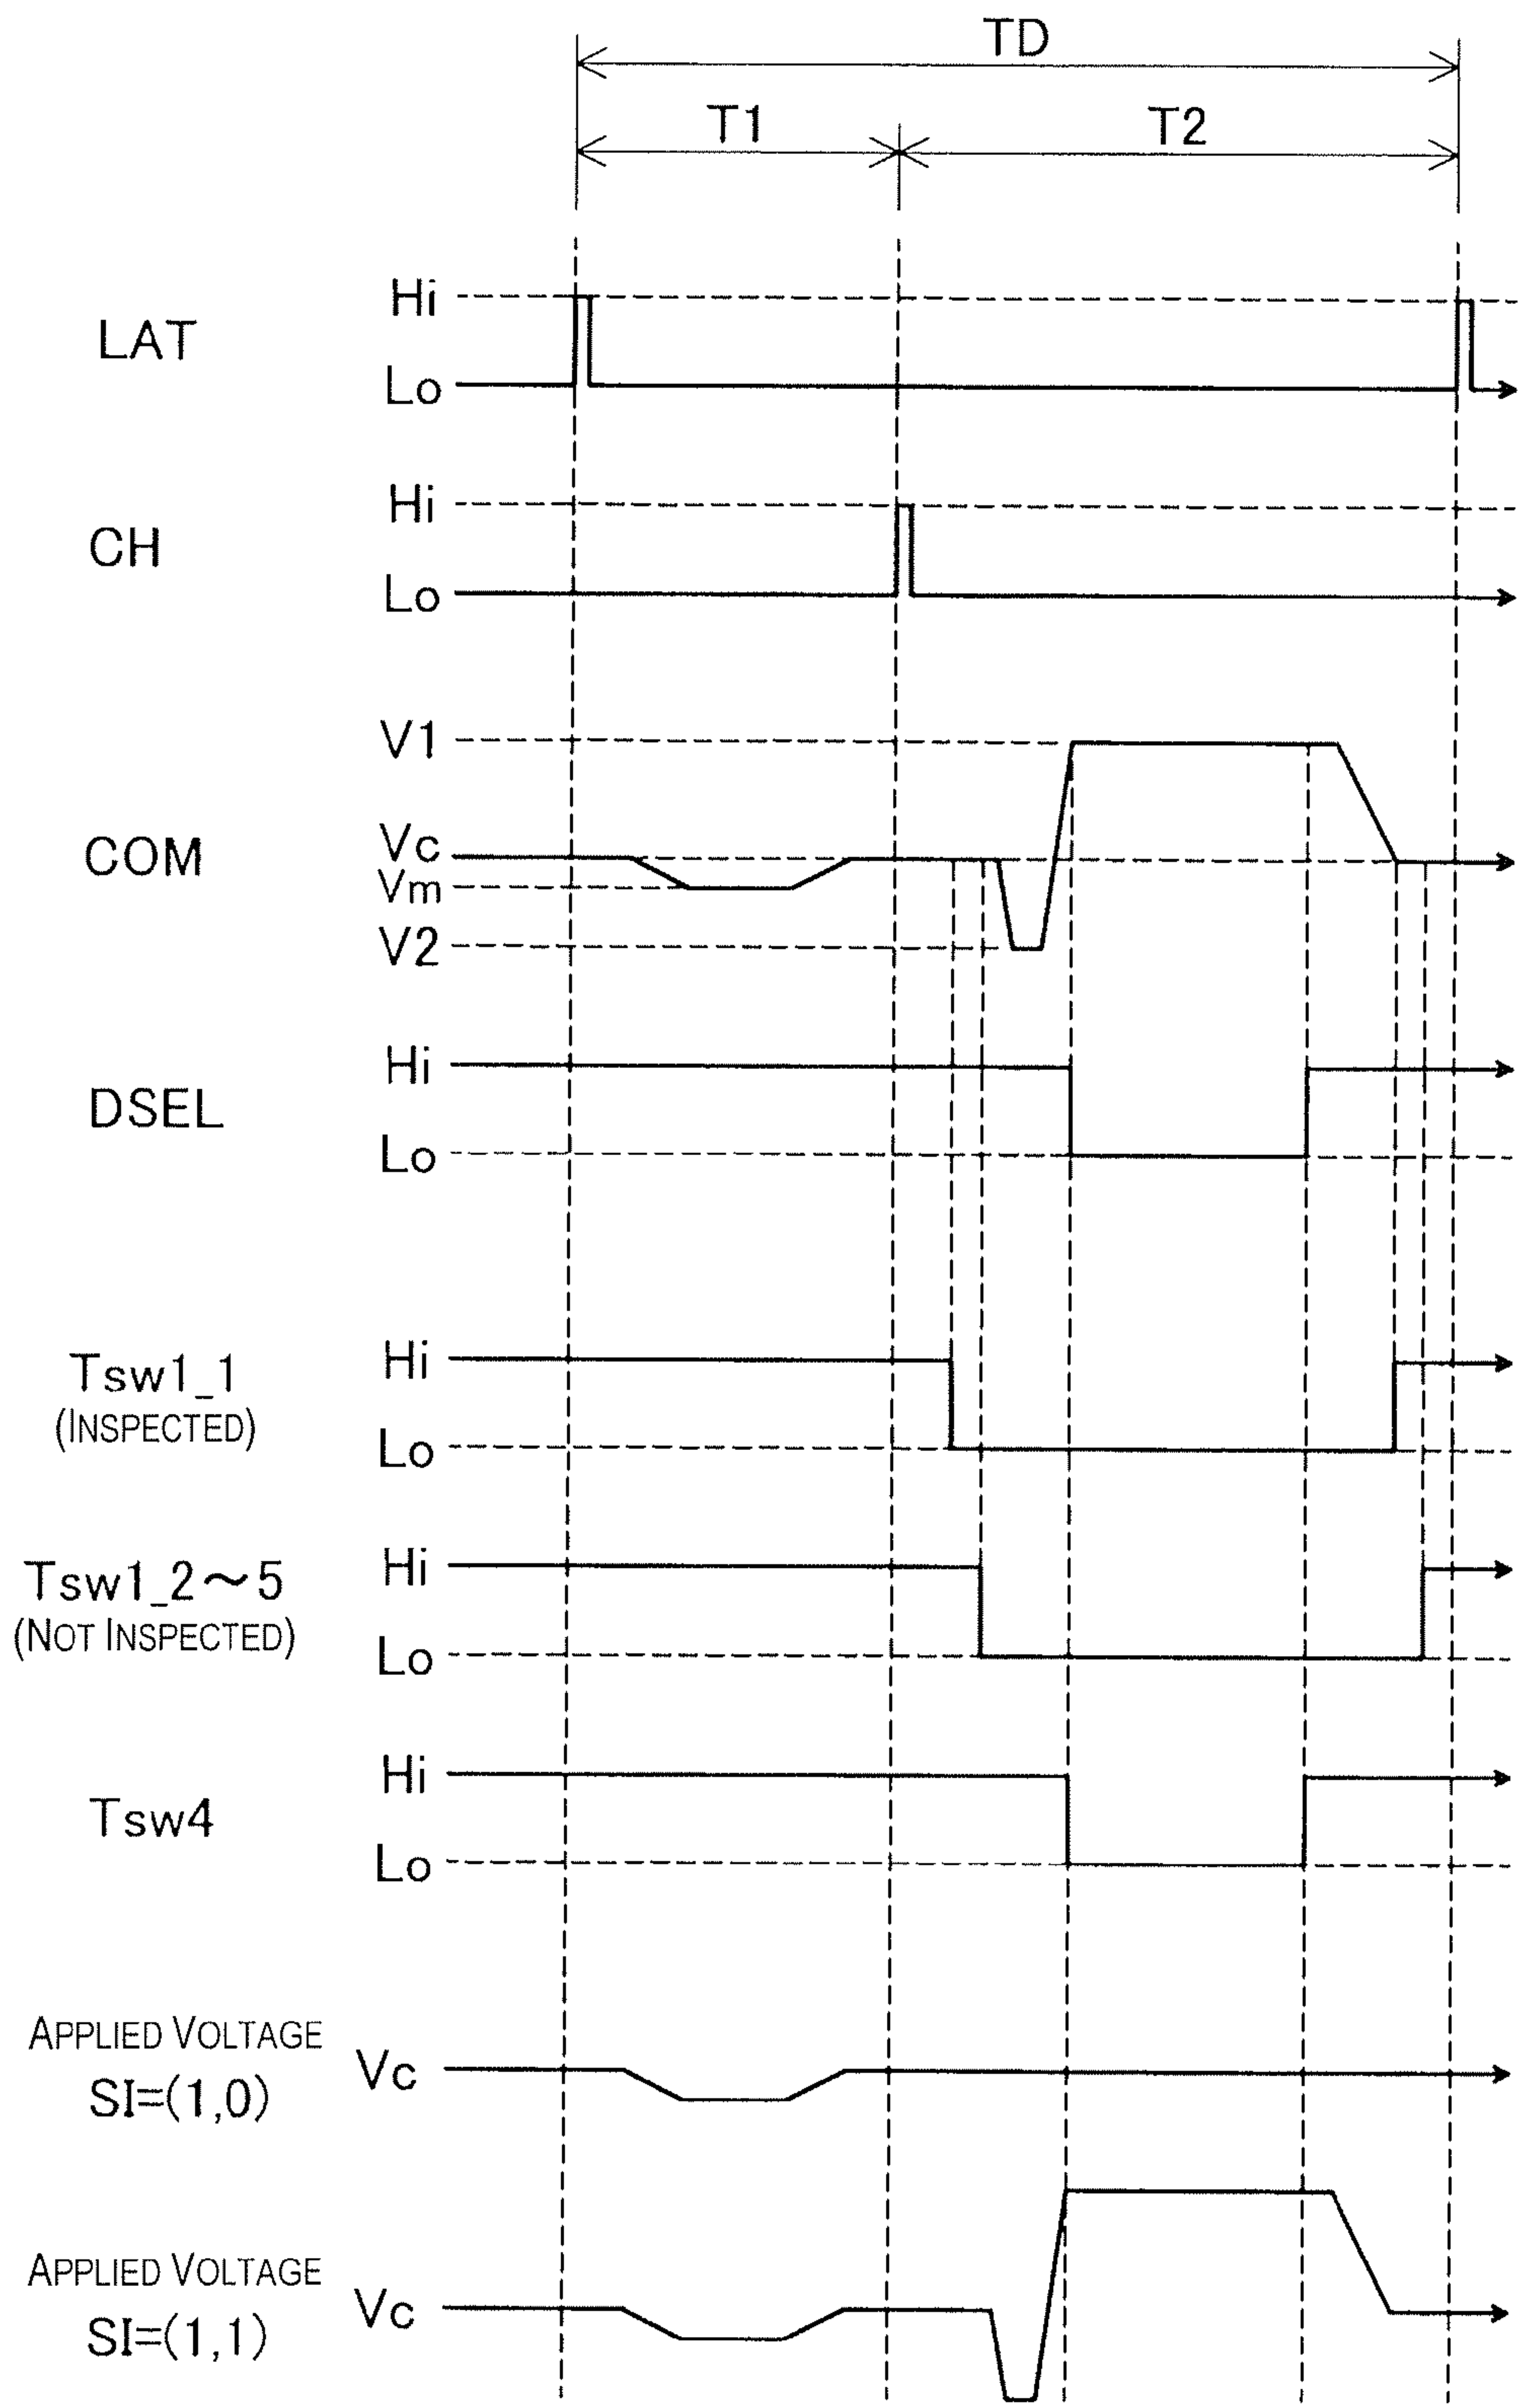 TD
T1
T2
LAT
Hi
Lo
CH
Hi
Lo
COM
V1
Vc
Vm
V2
DSEL
Hi
Lo
Tsw1_1
(INSPECTED)
Hi
Lo
Tsw1_2～5
(NOT INSPECTED)
Hi
Lo
Tsw4
Hi
Lo
APPLIED VOLTAGE
SI=(1,0)
Vc
APPLIED VOLTAGE
SI=(1,1)
Vc